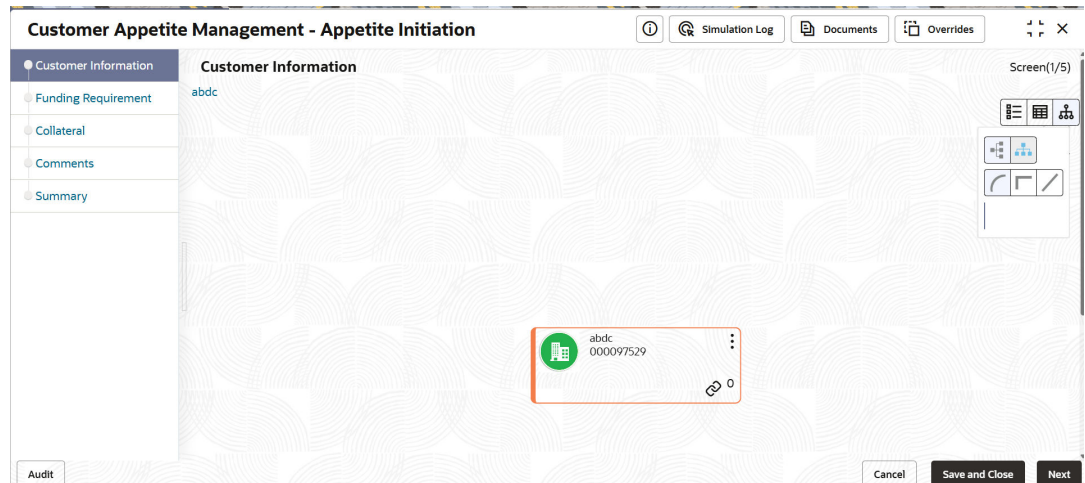 Customer Appetite Management - Appetite Initiation
Simulation Log
Documents
Overrides
Customer Information
Funding Requirement
Collateral
Comments
Summary
Customer Information
Screen(1/5)
abdc
abdc
000097529
0
Audit
Cancel
Save and Close
Next